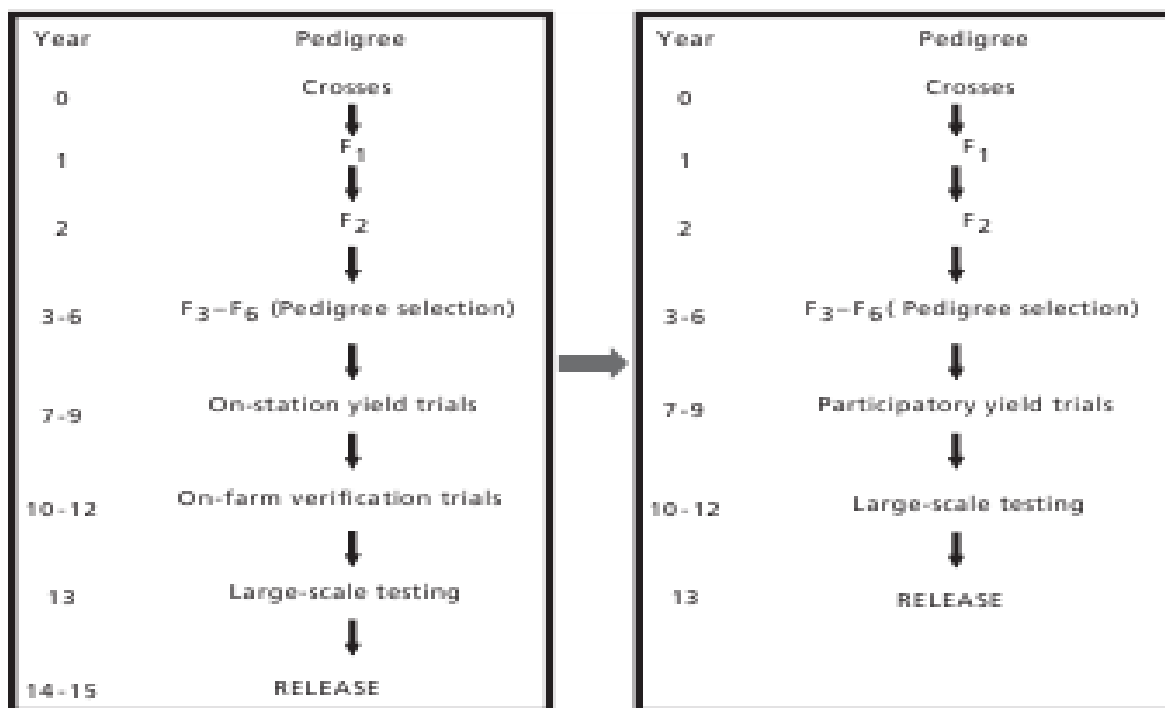 Year Pedigree
0 Crosses
1 F1
2 F2
3-6 F3–F6 (Pedigree selection)
7-9 On-station yield trials
10-12 On-farm verification trials
13 Large-scale testing
14-15 RELEASE
Year Pedigree
0 Crosses
1 F1
2 F2
3-6 F3–F6( Pedigree selection)
7-9 Participatory yield trials
10-12 Large-scale testing
13 RELEASE